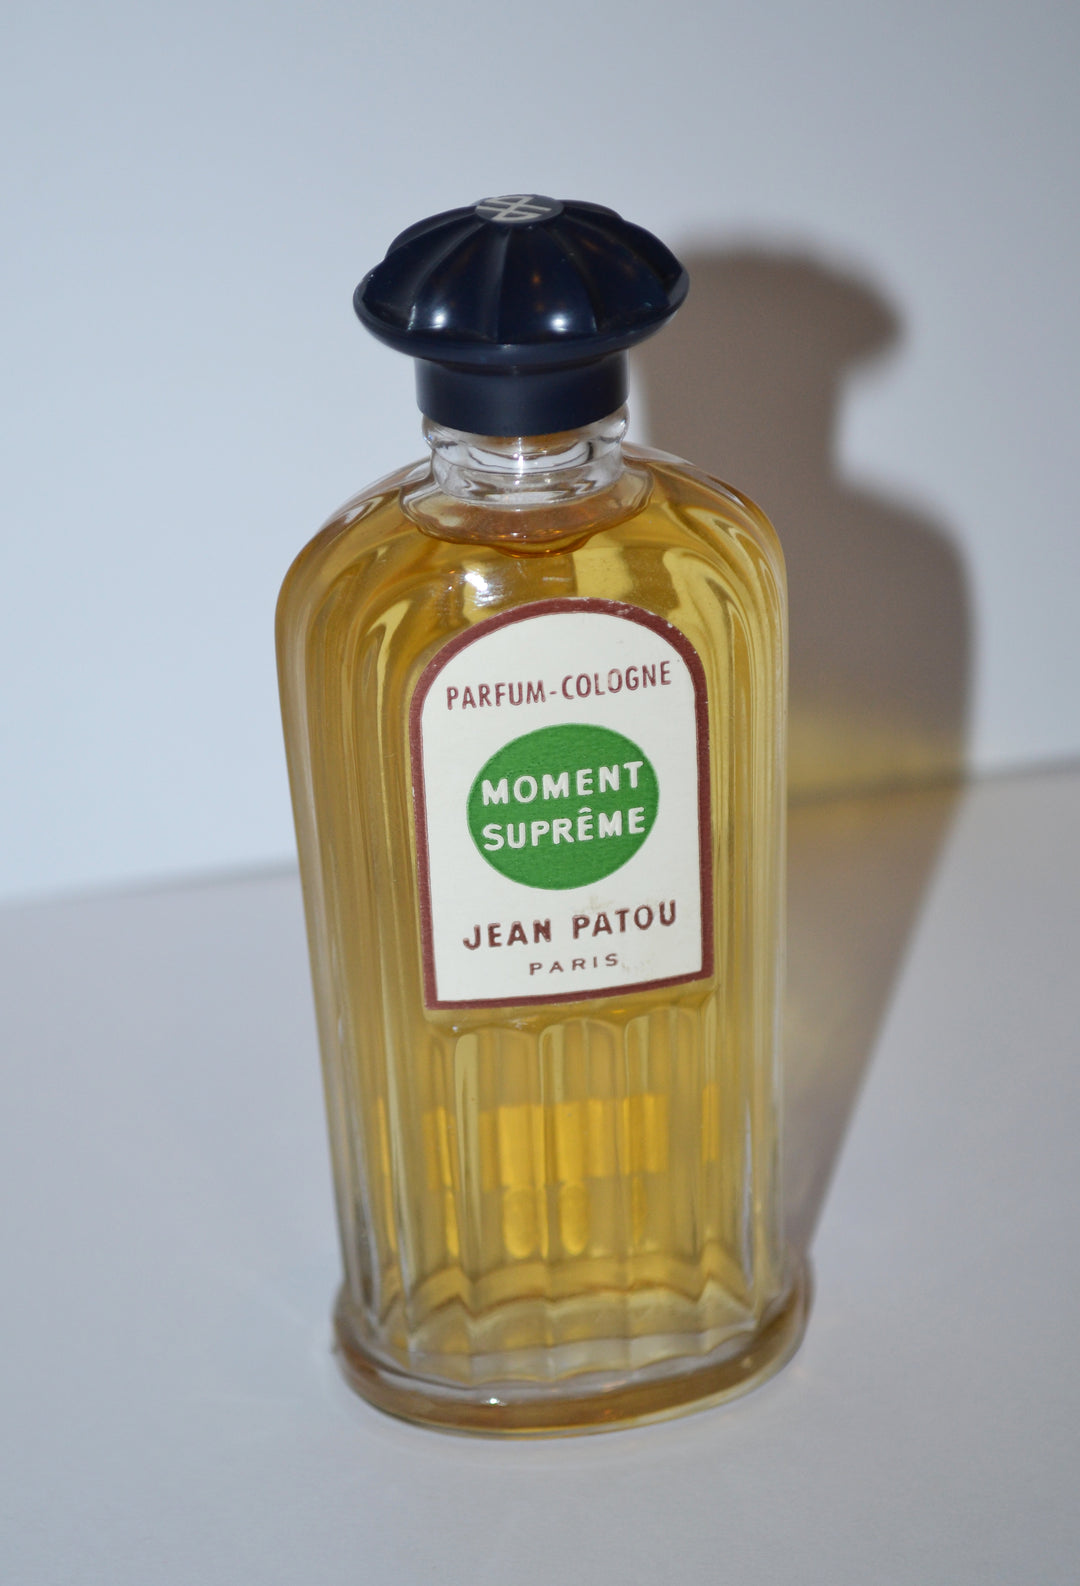 PARFUM-COLOGNE
MOMENT
SUPRÊME
JEAN PATOU
PARIS